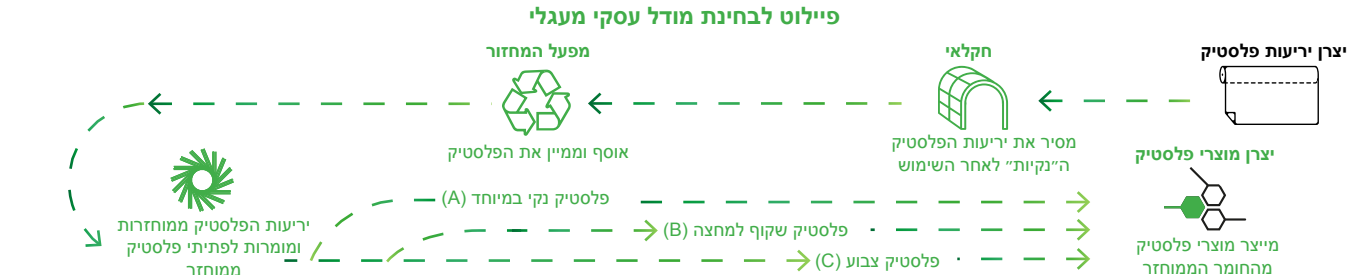 פיילוט לבחינת מודל עסקי מעגלי
יצרן יריעות פלסטיק
חקלאי
מסיר את יריעות הפלסטיק
ה״נקיות״ לאחר השימוש
מפעל המחזור
אוסף וממיין את הפלסטיק
יריעות הפלסטיק ממוחזרות
ומומרות לפתיתי פלסטיק
ממוחזר
פלסטיק נקי במיוחד (A)
פלסטיק שקוף למחצה (B)
פלסטיק צבוע (C)
יצרן מוצרי פלסטיק
מייצר מוצרי פלסטיק
מהחומר הממוחזר